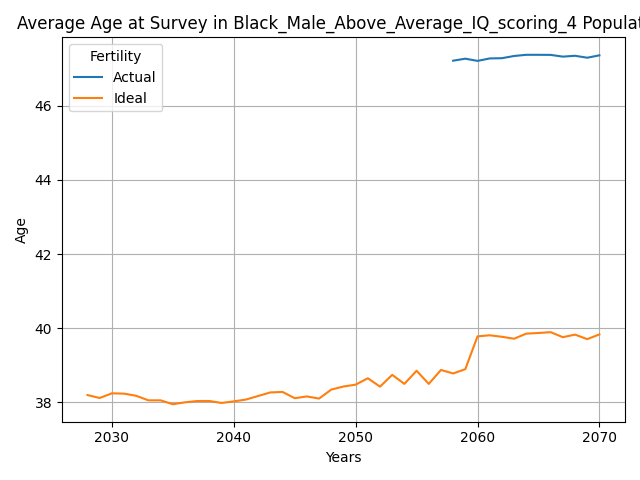 Average Age at Survey in Black_Male_Above_Average_IQ_scoring_4 Populat
Fertility
Actual
Ideal
Age
46
44
42
40
38
2030
2040
2050
2060
2070
Years